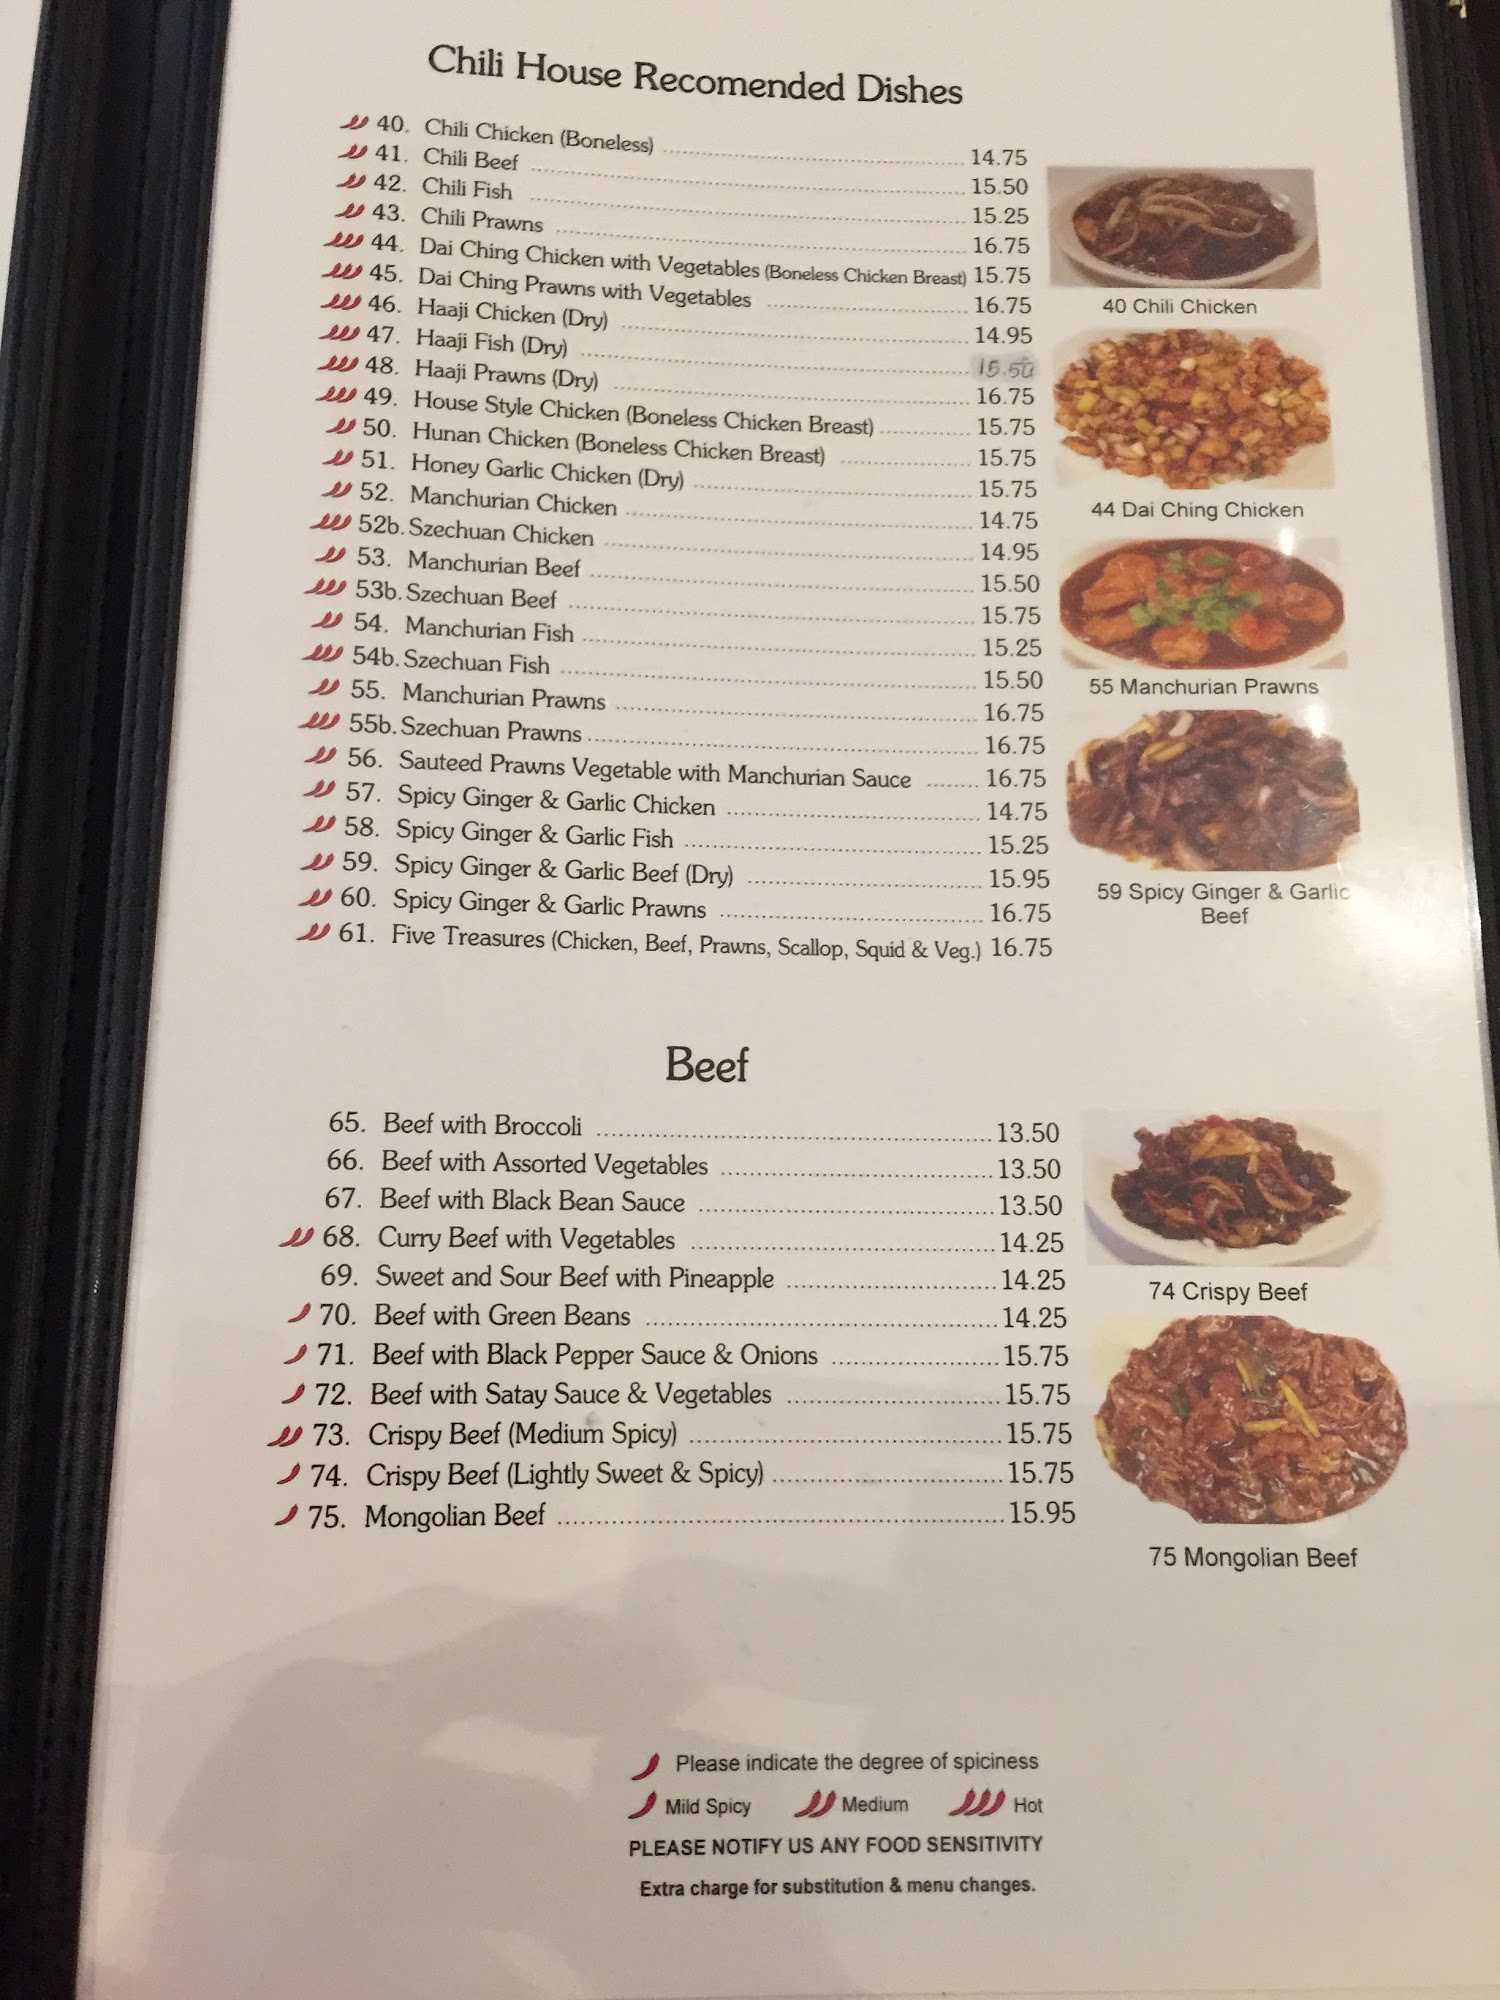 Chili House Recomended Dishes
40. Chili Chicken (Boneless) 14.75
41. Chili Beef 15.50
42. Chili Fish 15.25
43. Chili Prawns 16.75
44. Dai Ching Chicken with Vegetables (Boneless Chicken Breast) 15.75
45. Dai Ching Prawns with Vegetables 16.75
46. Haaji Chicken (Dry) 14.95
47. Haaji Fish (Dry) 15.50
48. Haaji Prawns (Dry) 16.75
49. House Style Chicken (Boneless Chicken Breast) 15.75
50. Hunan Chicken (Boneless Chicken Breast) 15.75
51. Honey Garlic Chicken (Dry) 15.75
52. Manchurian Chicken 14.75
52b. Szechuan Chicken 14.95
53. Manchurian Beef 15.50
53b. Szechuan Beef 15.75
54. Manchurian Fish 15.25
54b. Szechuan Fish 15.50
55. Manchurian Prawns 16.75
55b. Szechuan Prawns 16.75
56. Sauteed Prawns Vegetable with Manchurian Sauce 16.75
57. Spicy Ginger & Garlic Chicken 14.75
58. Spicy Ginger & Garlic Fish 15.25
59. Spicy Ginger & Garlic Beef (Dry) 15.95
60. Spicy Ginger & Garlic Prawns 16.75
61. Five Treasures (Chicken, Beef, Prawns, Scallop, Squid & Veg.) 16.75
40 Chili Chicken
44 Dai Ching Chicken
55 Manchurian Prawns
59 Spicy Ginger & Garlic
Beef
Beef
65. Beef with Broccoli 13.50
66. Beef with Assorted Vegetables 13.50
67. Beef with Black Bean Sauce 13.50
68. Curry Beef with Vegetables 14.25
69. Sweet and Sour Beef with Pineapple 14.25
70. Beef with Green Beans 14.25
71. Beef with Black Pepper Sauce & Onions 15.75
72. Beef with Satay Sauce & Vegetables 15.75
73. Crispy Beef (Medium Spicy) 15.75
74. Crispy Beef (Lightly Sweet & Spicy) 15.75
75. Mongolian Beef 15.95
74 Crispy Beef
75 Mongolian Beef
Please indicate the degree of spiciness
Mild Spicy Medium Hot
PLEASE NOTIFY US ANY FOOD SENSITIVITY
Extra charge for substitution & menu changes.